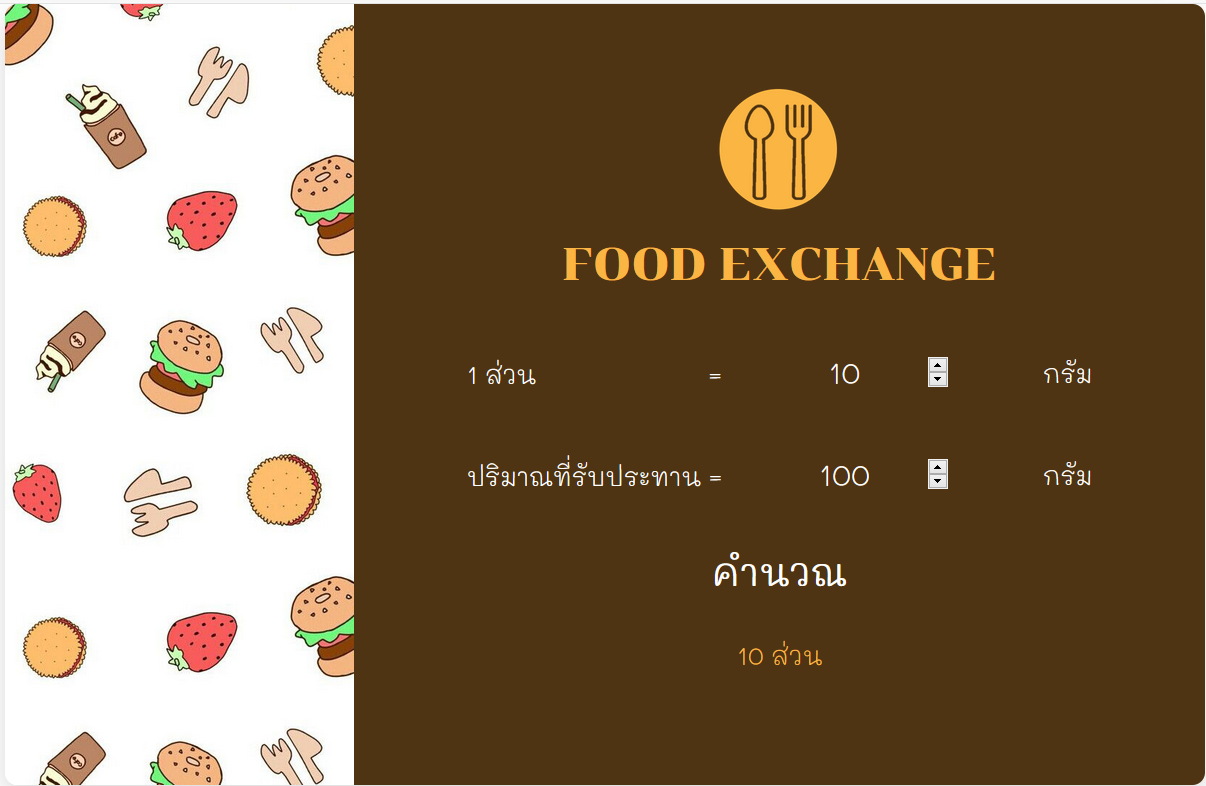 FOOD EXCHANGE
1 ส่วน = 10 กรัม
ปริมาณที่รับประทาน = 100 กรัม
คำนวณ
10 ส่วน